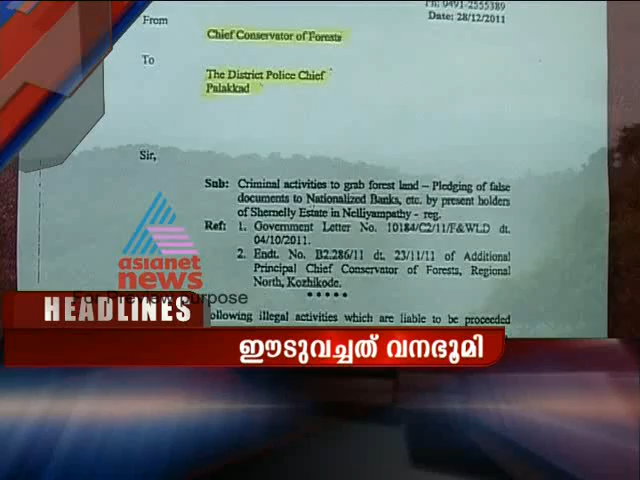 Ph: 0491-2555389
Date: 28/12/2011
From
Chief Conservator of Forests
To
The District Police Chief
Palakkad
Sir,
Sub: Criminal activities to grab forest land – Pledging of false
documents to Nationalized Banks, etc. by present holders
of Shernelly Estate in Nelliyampathy - reg.
Ref: 1. Government Letter No. 10184/C2/11/F&WLD dt.
04/10/2011.
2. Endt. No. B2.286/11 dt. 23/11/11 of Additional
Principal Chief Conservator of Forests, Regional
North, Kozhikode.
*****
ollowing illegal activities which are liable to be proceeded
asianet
news
For Preview purpose
HEADLINES
ഈടുവച്ചത് വനഭൂമി